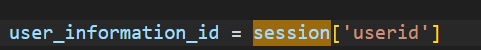 user_information_id = session['userid']